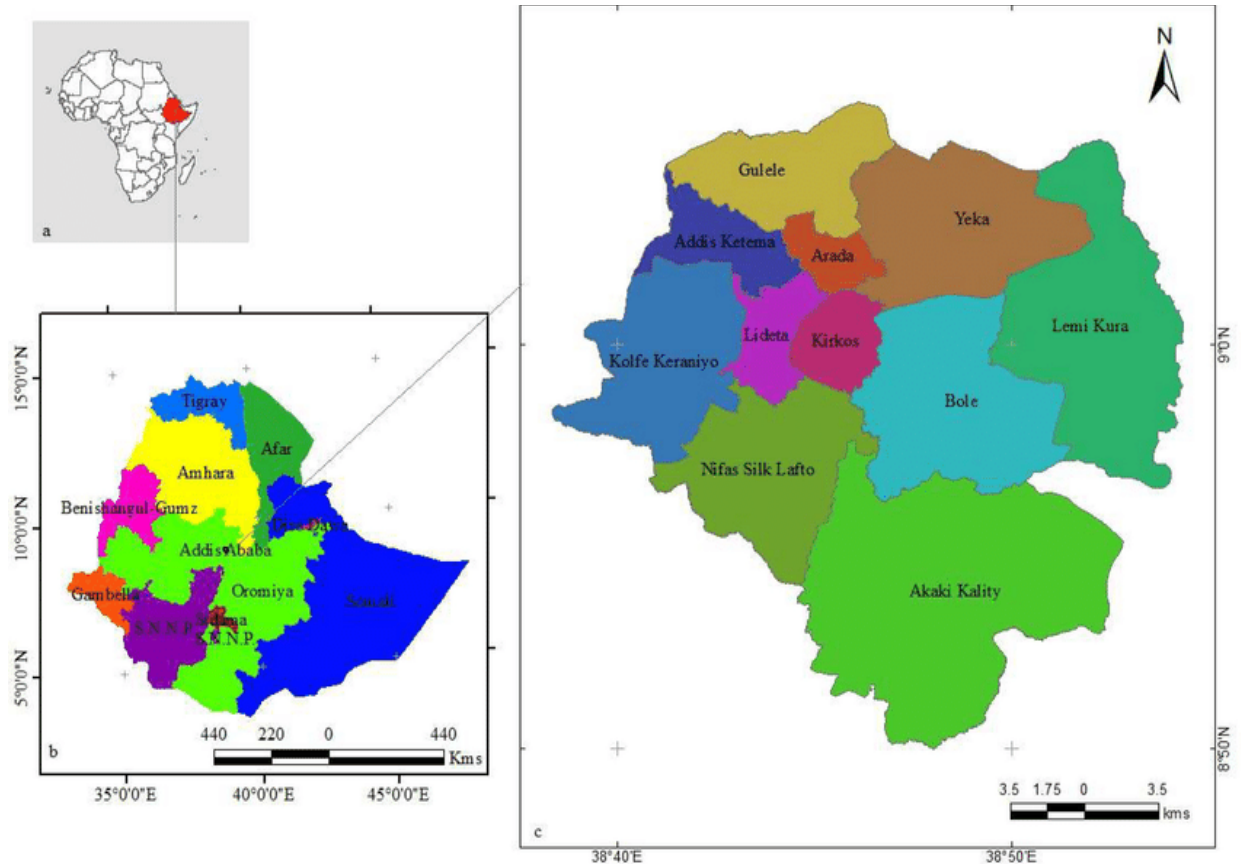 a
15°0'0"N
10°0'0"N
5°0'0"N
Tigray
Afar
Amhara
Benishangul-Gumz
Dire Dawa
Addis Ababa
Gambella
Oromiya
Somali
Sidama
S.N.N.P.
S.N.N.P.
440 220 0 440
Kms
b
35°0'0"E 40°0'0"E 45°0'0"E
N
Gulele
Yeka
Addis Ketema
Arada
Lemi Kura
Lideta
Kirkos
Kolfe Keraniyo
Bole
Nifas Silk Lafto
Akaki Kality
9°0'N
8°50'N
3.5 1.75 0 3.5
kms
c
38°40'E 38°50'E